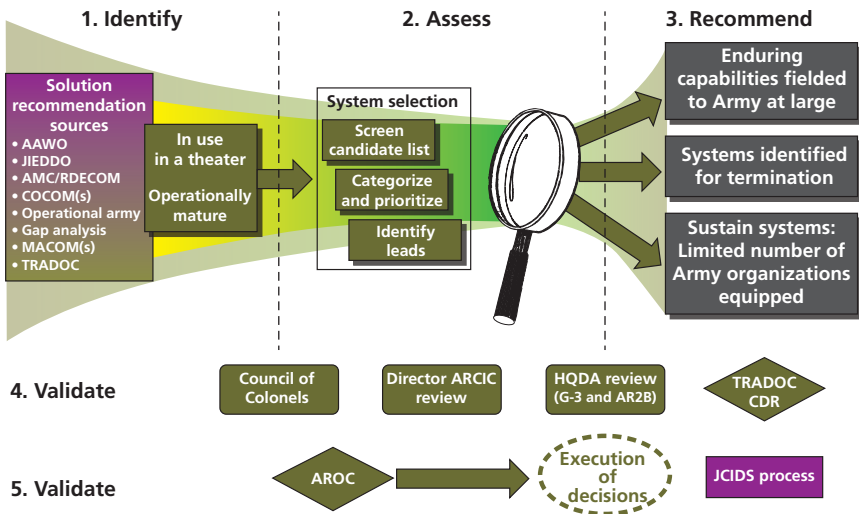 1. Identify
2. Assess
3. Recommend
Solution
recommendation
sources
• AAWO
• JIEDDO
• AMC/RDECOM
• COCOM(s)
• Operational army
• Gap analysis
• MACOM(s)
• TRADOC
In use
in a theater
Operationally
mature
System selection
Screen
candidate list
Categorize
and prioritize
Identify
leads
Enduring
capabilities fielded
to Army at large
Systems identified
for termination
Sustain systems:
Limited number of
Army organizations
equipped
4. Validate
Council of
Colonels
Director ARCIC
review
HQDA review
(G-3 and AR2B)
TRADOC
CDR
5. Validate
AROC
Execution
of
decisions
JCIDS process